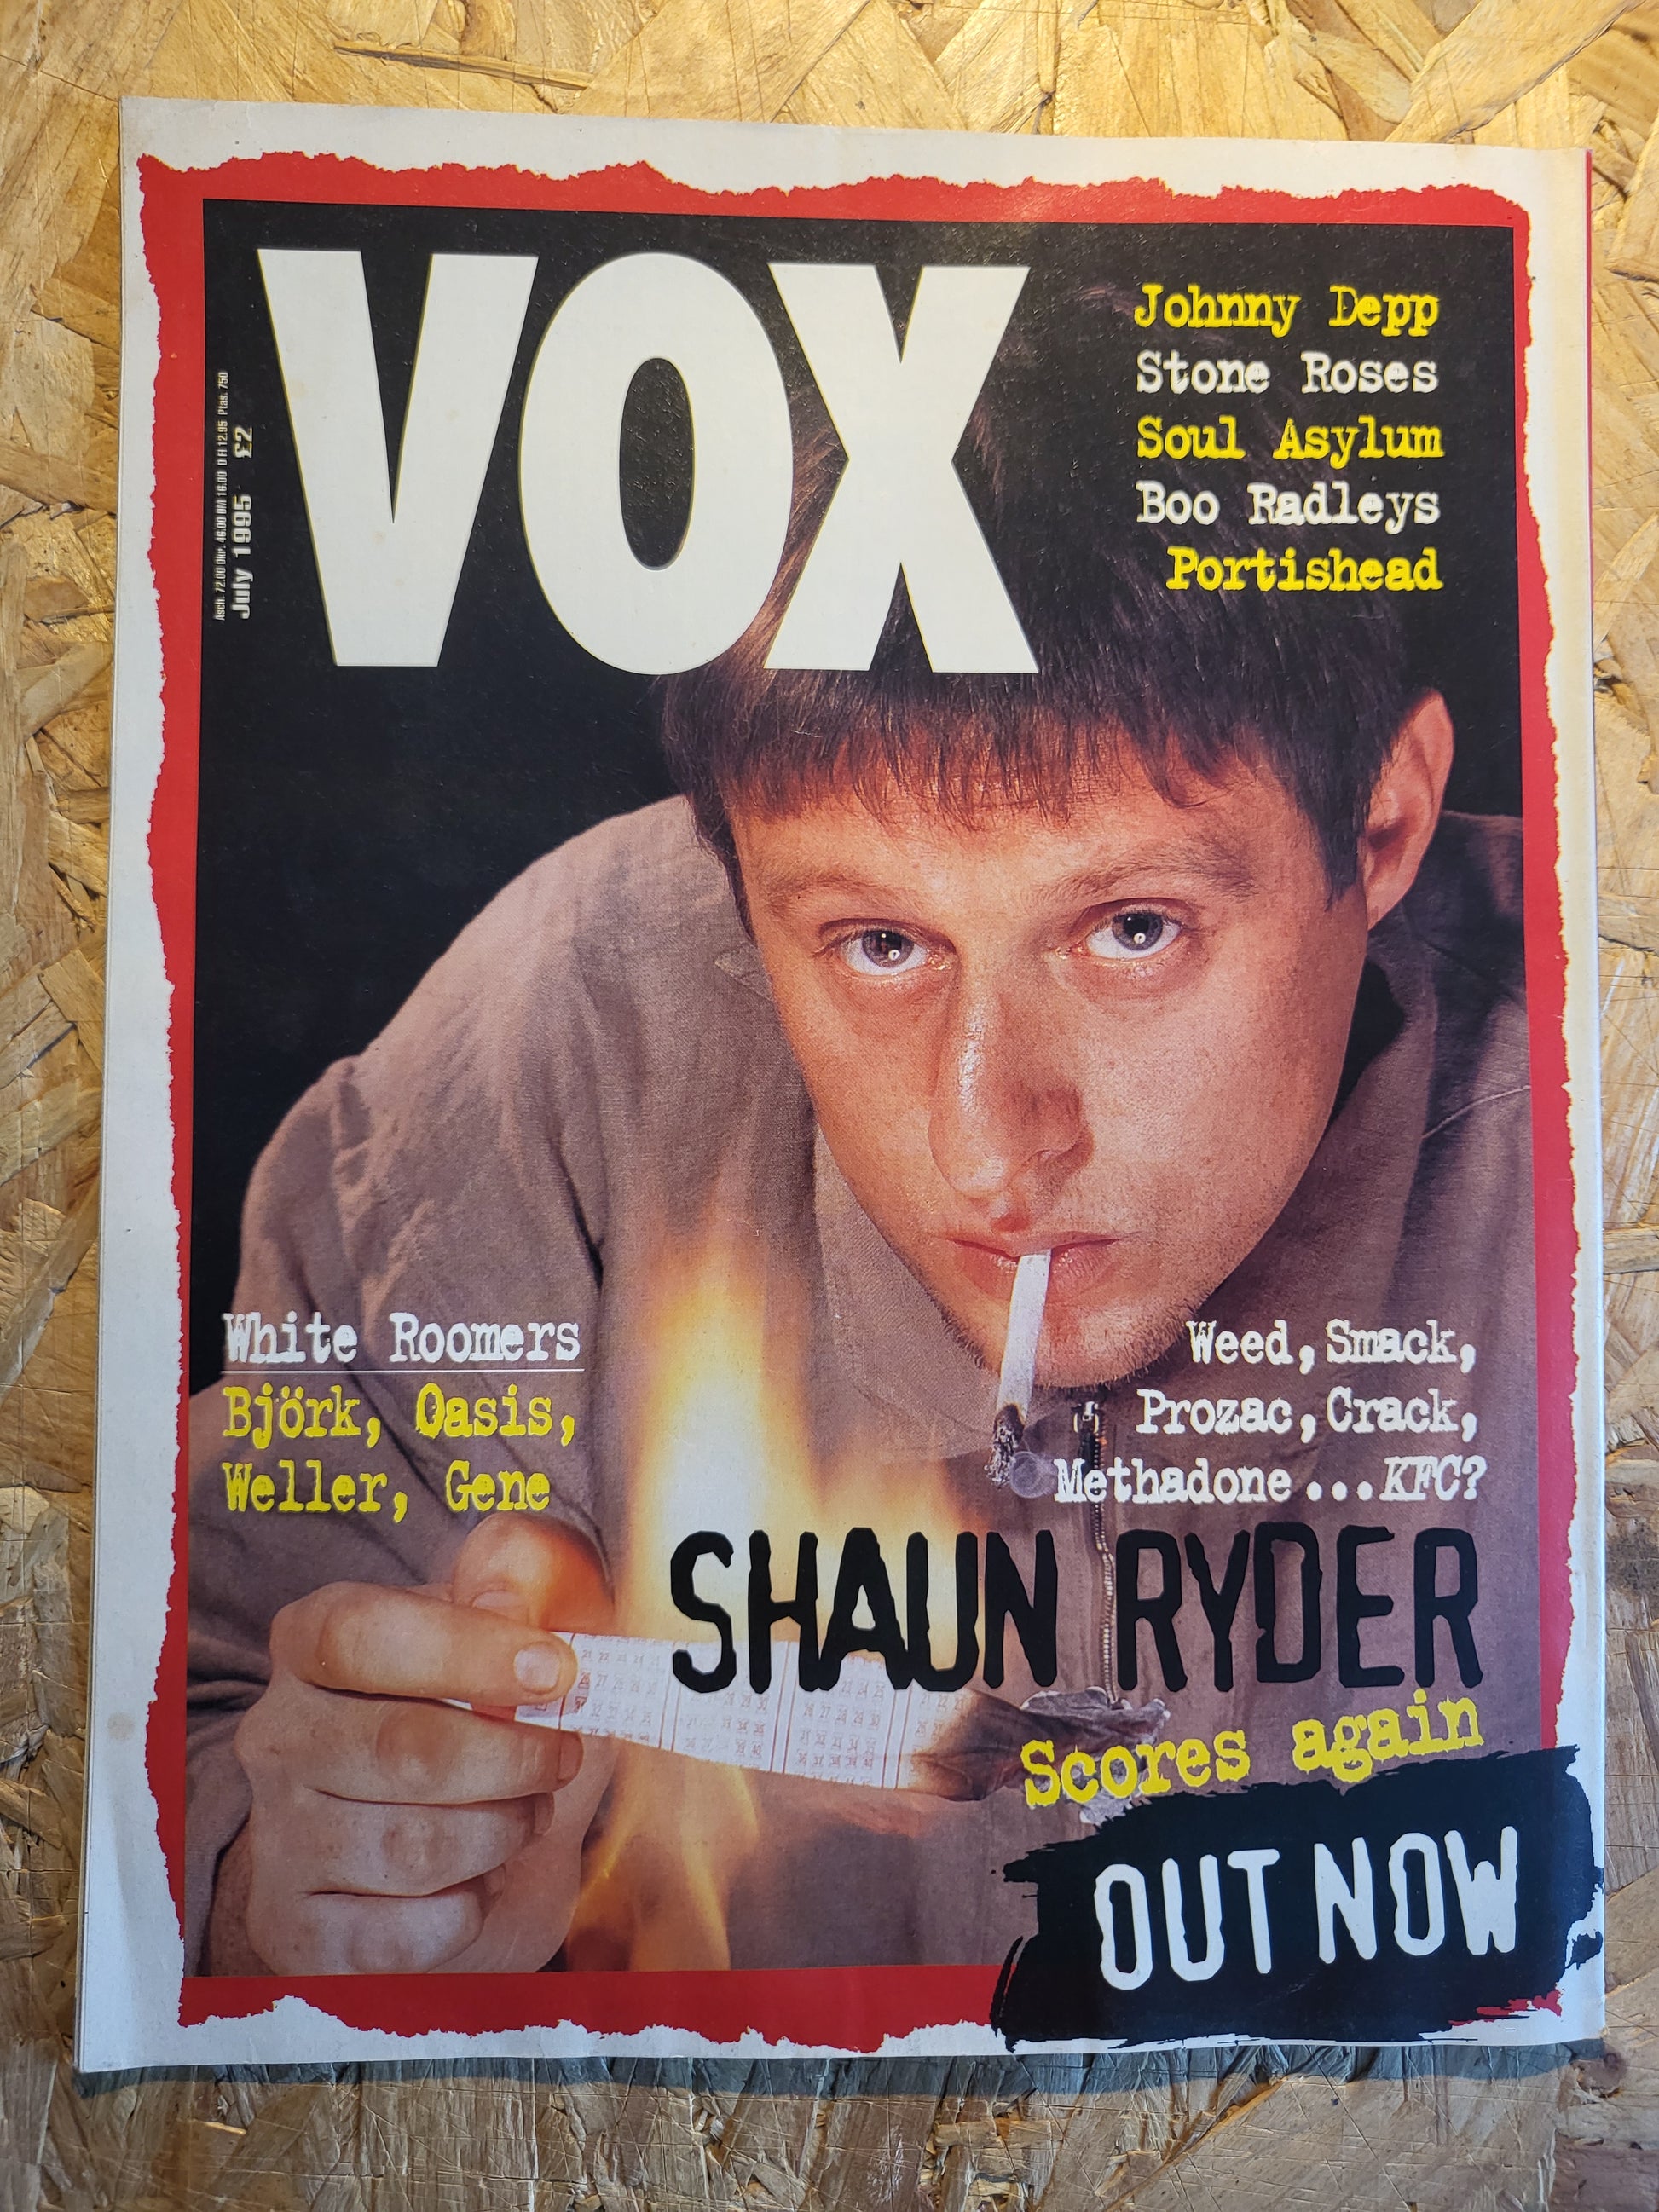 VOX
July 1995 £2
Johnny Depp
Stone Roses
Soul Asylum
Boo Radleys
Portishead
White Roomers
Björk, Oasis,
Weller, Gene
Weed, Smack,
Prozac, Crack,
Methadone...KFC?
SHAUN RYDER
Scores again
OUT NOW